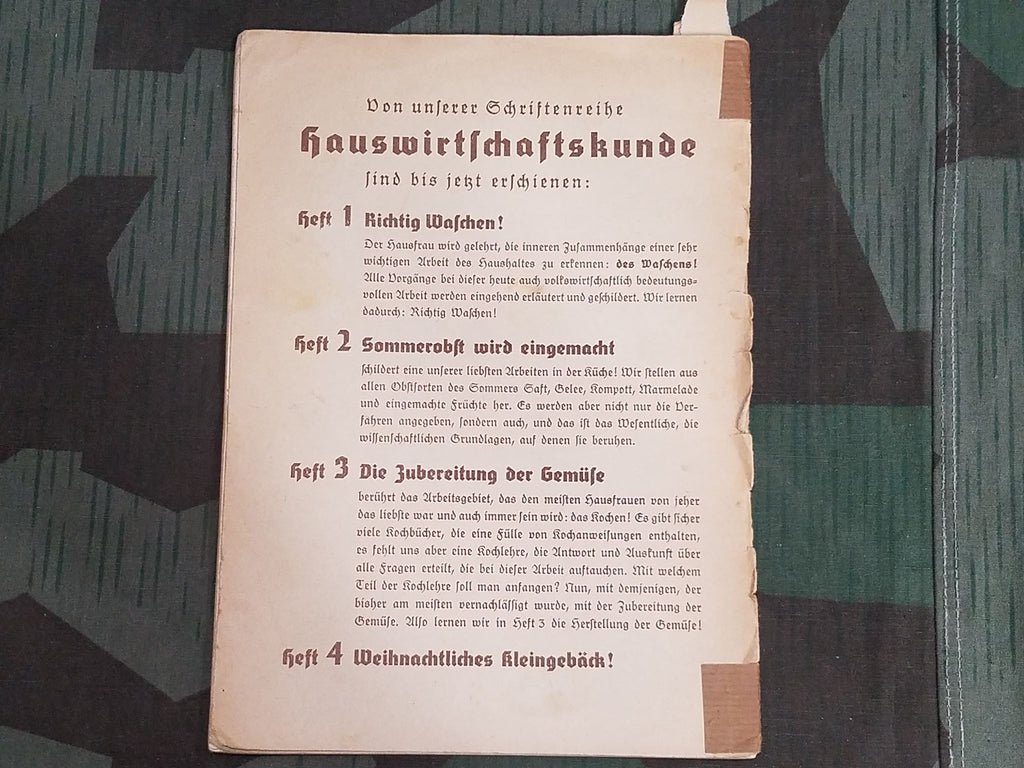 Von unserer Schriftenreihe
Hauswirtschaftskunde
sind bis jetzt erschienen:
Heft 1 Richtig Waschen!
Der Hausfrau wird gelehrt, die inneren Zusammenhänge einer sehr
wichtigen Arbeit des Haushaltes zu erkennen: des Waschens!
Alle Vorgänge bei dieser heute auch volkswirtschaftlich bedeutungs-
vollen Arbeit werden eingehend erläutert und geschildert. Wir lernen
dadurch: Richtig Waschen!
Heft 2 Sommerobst wird eingemacht
schildert eine unserer liebsten Arbeiten in der Küche! Wir stellen aus
allen Obstsorten des Sommers Saft, Gelee, Kompott, Marmelade
und eingemachte Früchte her. Es werden aber nicht nur die Ver-
fahren angegeben, sondern auch, und das ist das Wesentliche, die
wissenschaftlichen Grundlagen, auf denen sie beruhen.
Heft 3 Die Zubereitung der Gemüse
berührt das Arbeitsgebiet, das den meisten Hausfrauen von jeher
das liebste war und auch immer sein wird: das Kochen! Es gibt sicher
viele Kochbücher, die eine Fülle von Kochanweisungen enthalten,
es fehlt uns aber eine Kochlehre, die Antwort und Auskunft über
alle Fragen erteilt, die bei dieser Arbeit auftauchen. Mit welchem
Teil der Kochlehre soll man anfangen? Nun, mit demjenigen, der
bisher am meisten vernachlässigt wurde, mit der Zubereitung der
Gemüse. Also lernen wir in Heft 3 die Herstellung der Gemüse!
Heft 4 Weihnachtliches Kleingebäck!